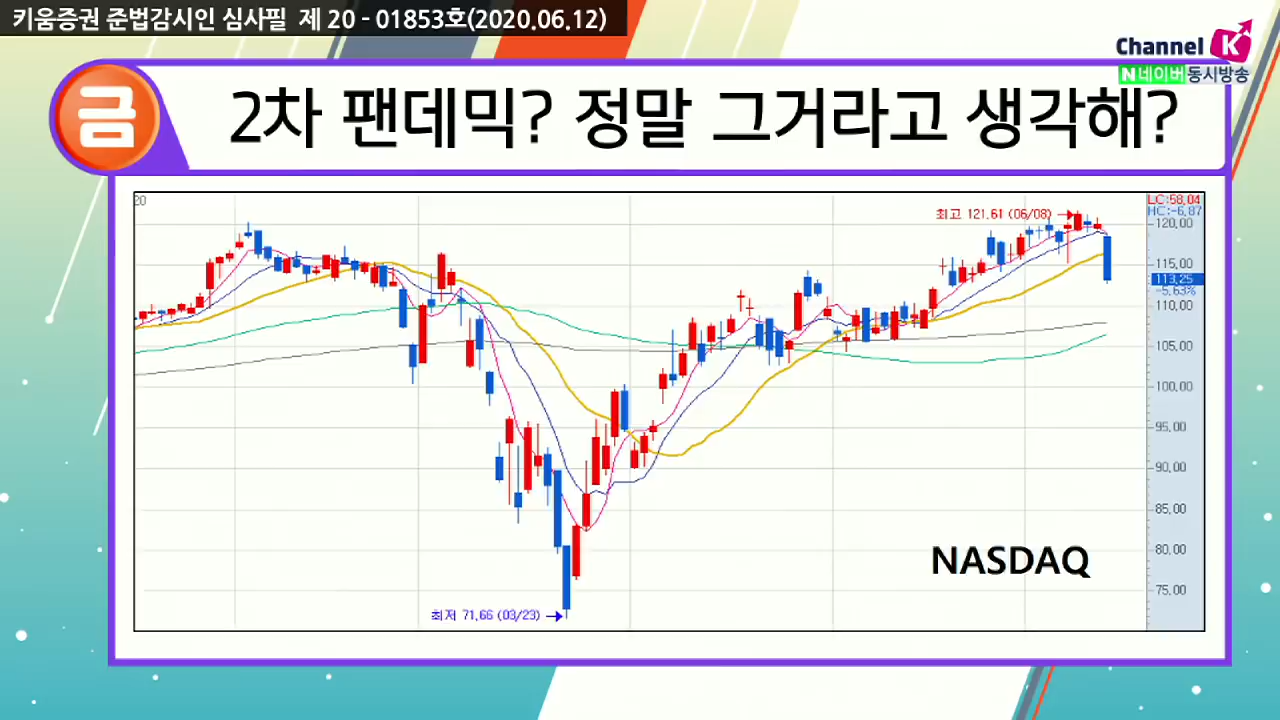 키움증권 준법감시인 심사필 제 20 - 01853호(2020.06.12)
Channel K
N 네이버 동시방송
금
2차 팬데믹? 정말 그거라고 생각해?
20
최고 121,61 (06/08)
LC:58,04
HC:-6,87
120,00
115,00
113,25
-5,63%
110,00
105,00
100,00
95,00
90,00
85,00
80,00
75,00
NASDAQ
최저 71,66 (03/23)